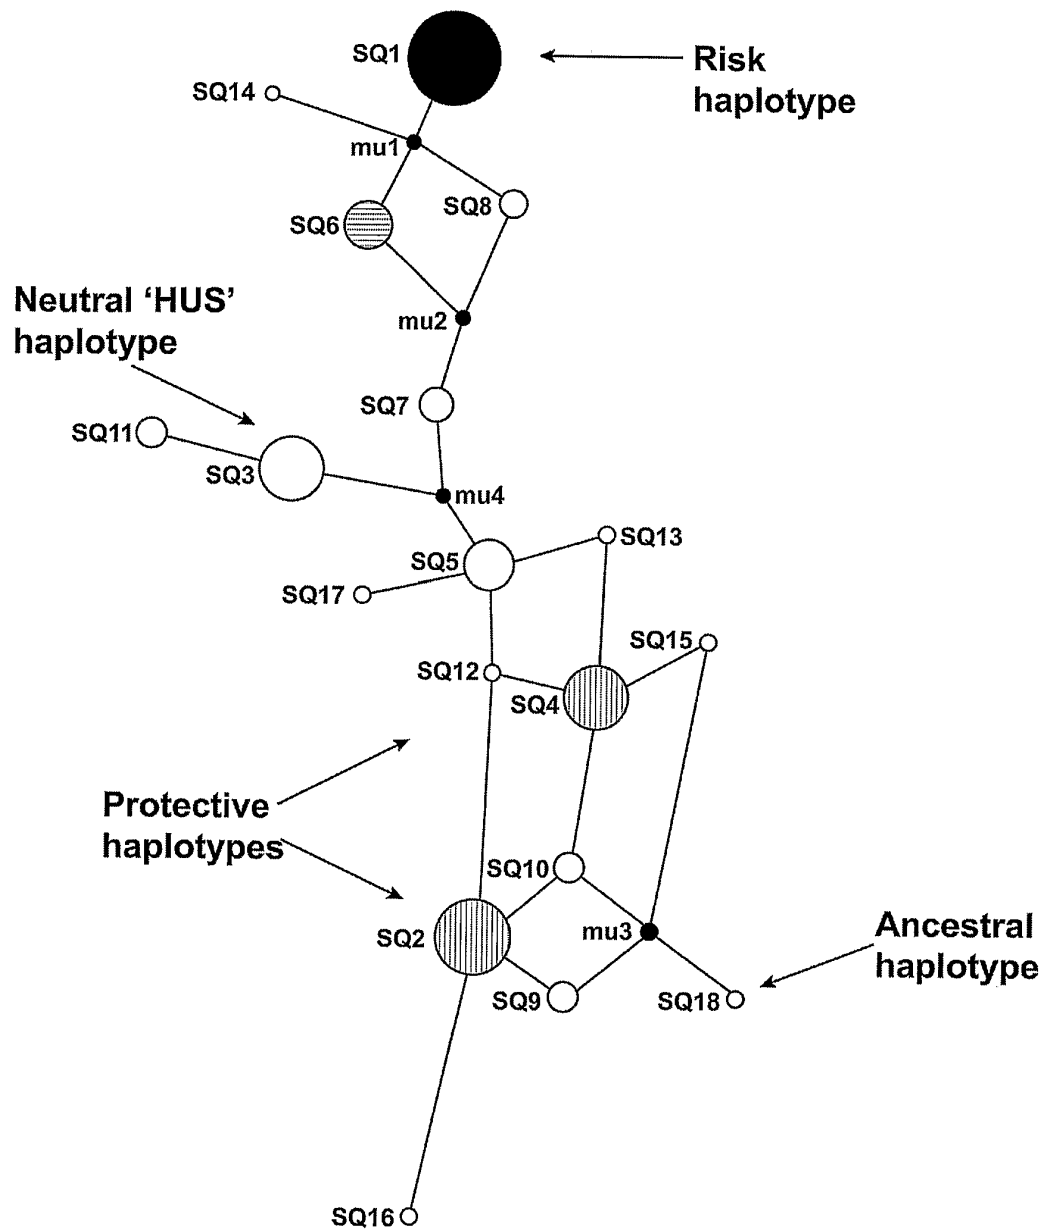 SQ1
Risk
haplotype
SQ14
mu1
SQ8
SQ6
Neutral ‘HUS’
haplotype
mu2
SQ7
SQ11
SQ3
mu4
SQ13
SQ5
SQ17
SQ15
SQ12
SQ4
Protective
haplotypes
SQ10
SQ2
mu3
Ancestral
haplotype
SQ9
SQ18
SQ16